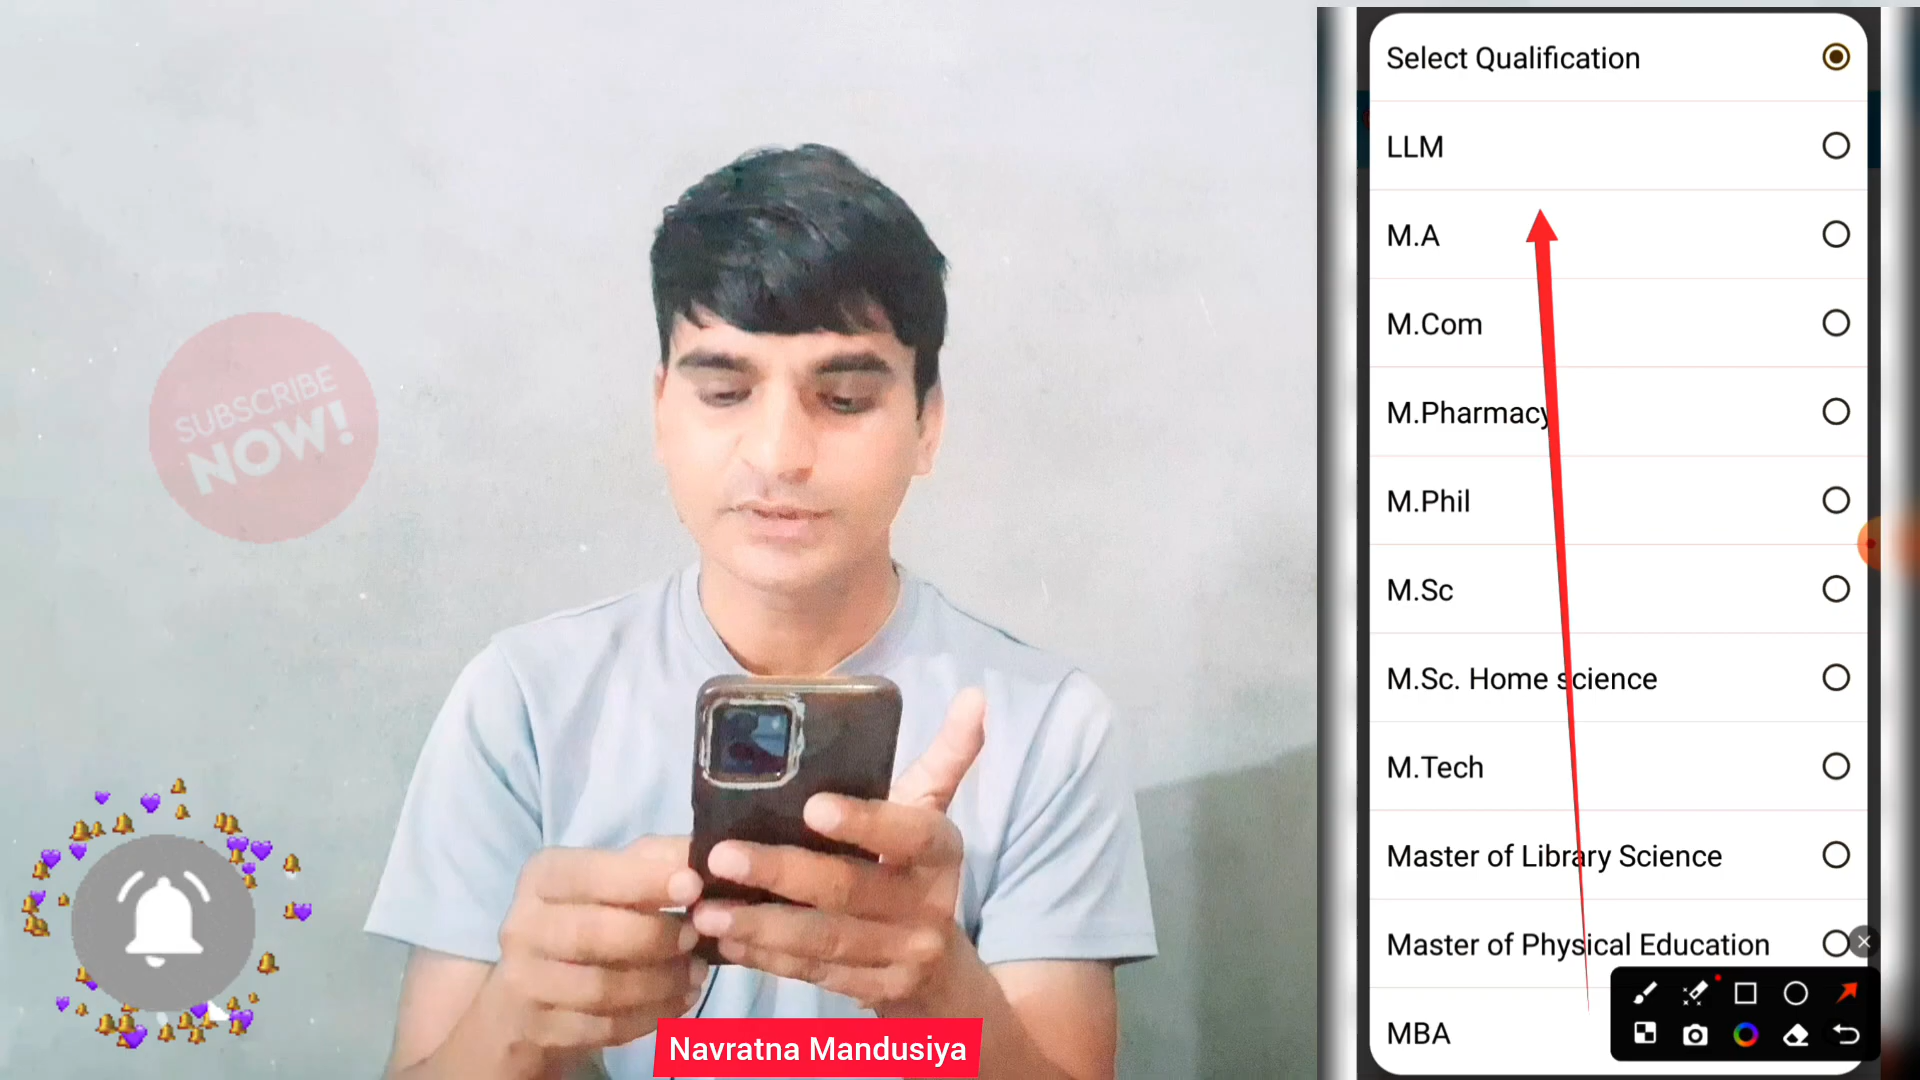 SUBSCRIBE
NOW!
Navratna Mandusiya
Select Qualification
LLM
M.A
M.Com
M.Pharmacy
M.Phil
M.Sc
M.Sc. Home science
M.Tech
Master of Library Science
Master of Physical Education
MBA